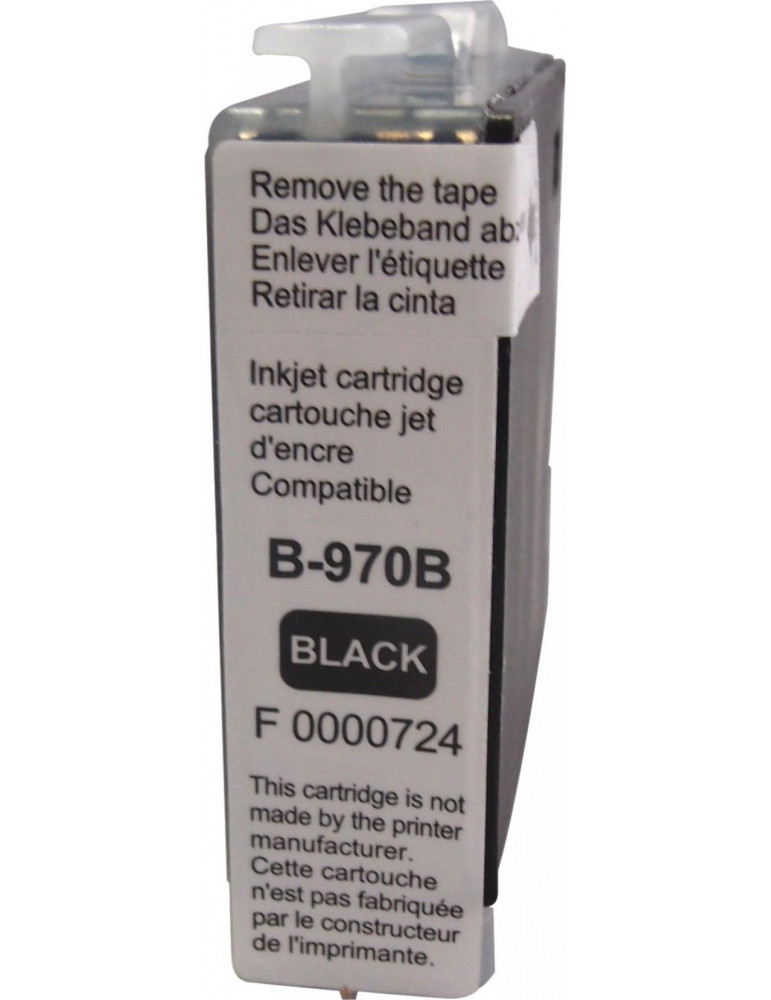 Remove the tape
Das Klebeband ab
Enlever l'étiquette
Retirar la cinta
Inkjet cartridge
cartouche jet
d'encre
Compatible
B-970B
BLACK
F 0000724
This cartridge is not
made by the printer
manufacturer.
Cette cartouche
n'est pas fabriquée
par le constructeur
de l'imprimante.